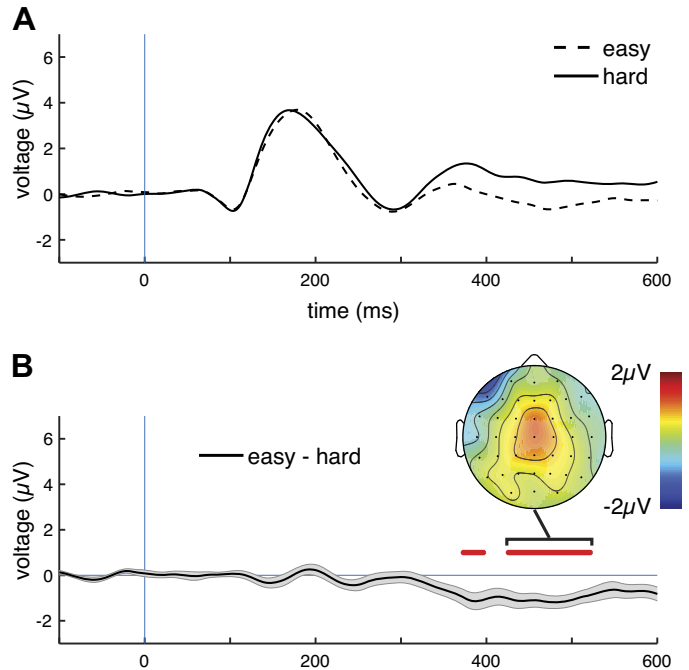 A
easy
hard
voltage (µV)
6
4
2
0
-2
0
200
400
600
time (ms)
B
2µV
-2µV
easy - hard
voltage (µV)
6
4
2
0
-2
0
200
400
600